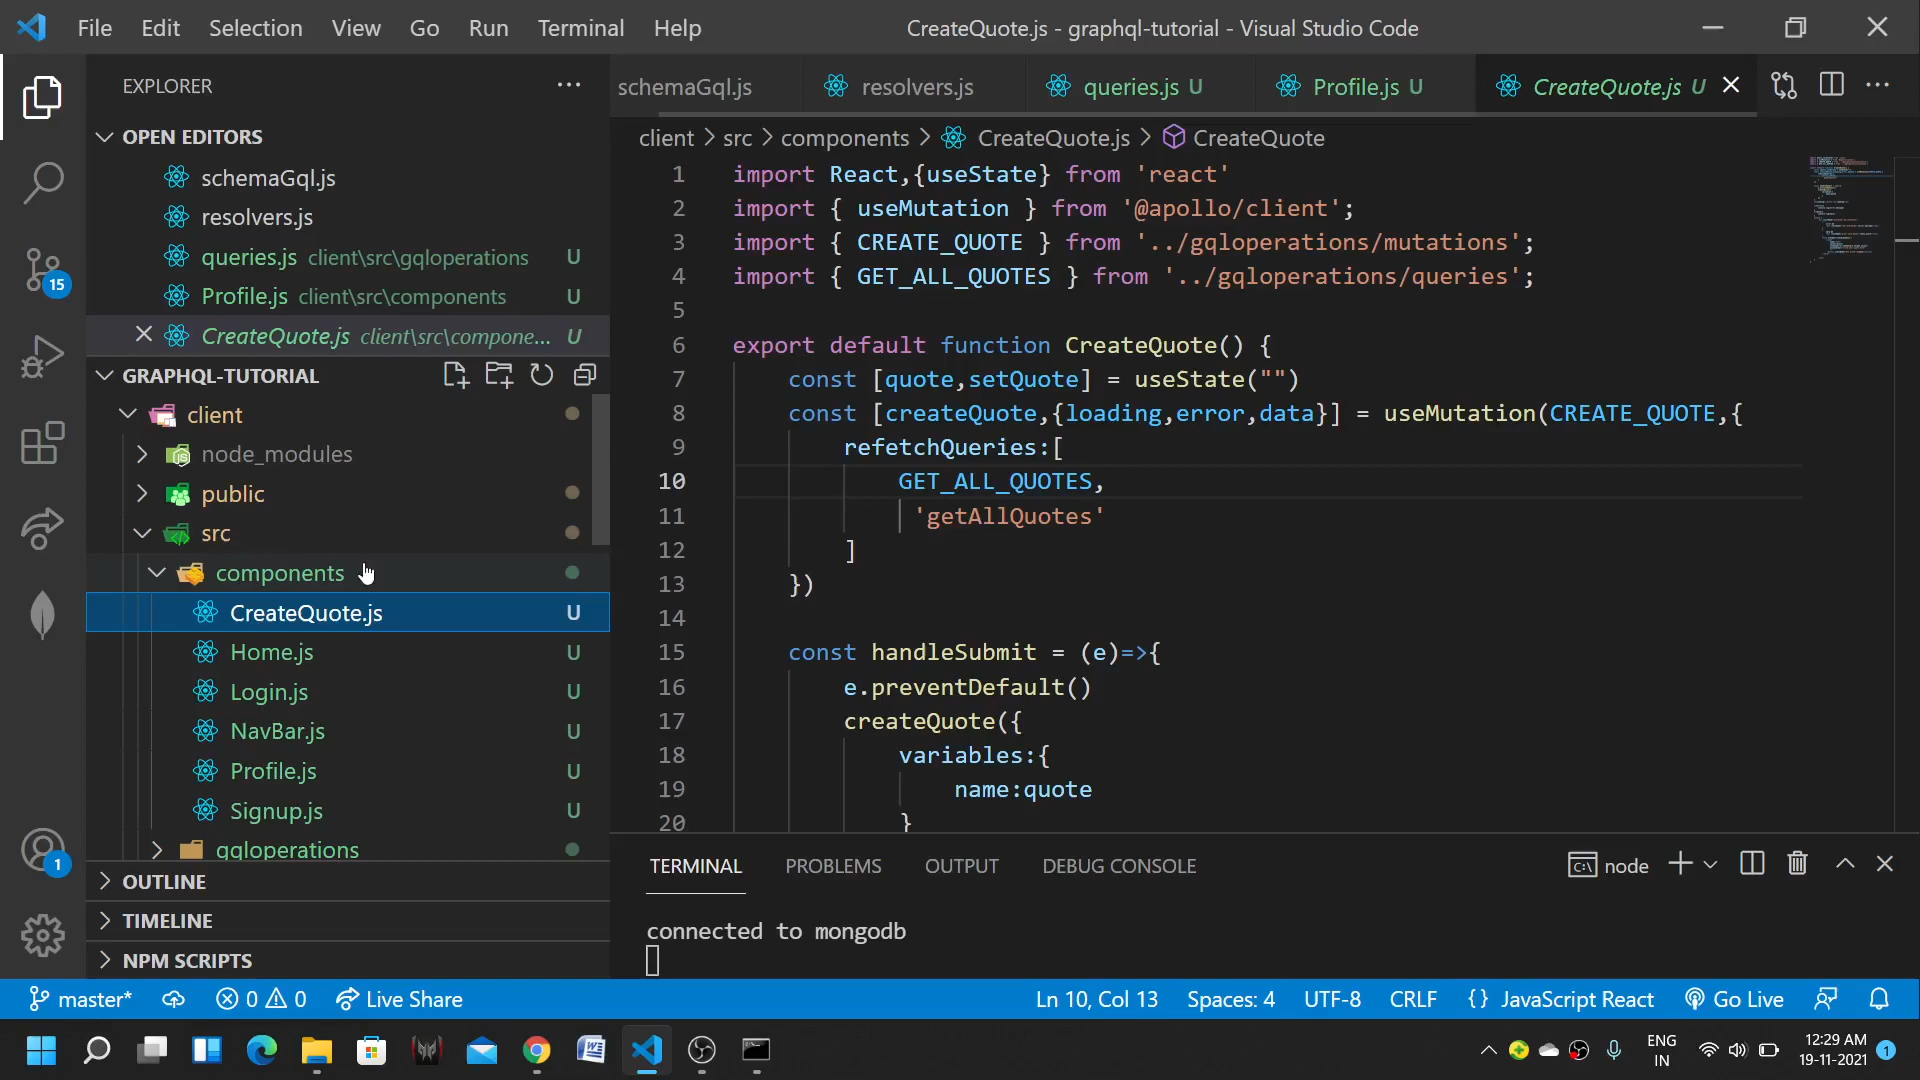 File Edit Selection View Go Run Terminal Help
CreateQuote.js - graphql-tutorial - Visual Studio Code
EXPLORER
OPEN EDITORS
schemaGql.js
resolvers.js
queries.js client\src\gqloperations U
Profile.js client\src\components U
CreateQuote.js client\src\compone... U
GRAPHQL-TUTORIAL
client
node_modules
public
src
components
CreateQuote.js U
Home.js U
Login.js U
NavBar.js U
Profile.js U
Signup.js U
gqloperations
OUTLINE
TIMELINE
NPM SCRIPTS
15
1
schemaGql.js resolvers.js queries.js U Profile.js U CreateQuote.js U
client > src > components > CreateQuote.js > CreateQuote
1 import React,{useState} from 'react'
2 import { useMutation } from '@apollo/client';
3 import { CREATE_QUOTE } from '../gqloperations/mutations';
4 import { GET_ALL_QUOTES } from '../gqloperations/queries';
5
6 export default function CreateQuote() {
7 const [quote,setQuote] = useState("")
8 const [createQuote,{loading,error,data}] = useMutation(CREATE_QUOTE,{
9 refetchQueries:[
10 GET_ALL_QUOTES,
11 'getAllQuotes'
12 ]
13 })
14
15 const handleSubmit = (e)=>{
16 e.preventDefault()
17 createQuote({
18 variables:{
19 name:quote
20 }
TERMINAL PROBLEMS OUTPUT DEBUG CONSOLE
node
connected to mongodb
master* 0 0 Live Share
Ln 10, Col 13 Spaces: 4 UTF-8 CRLF {} JavaScript React Go Live
ENG
IN
12:29 AM
19-11-2021
1